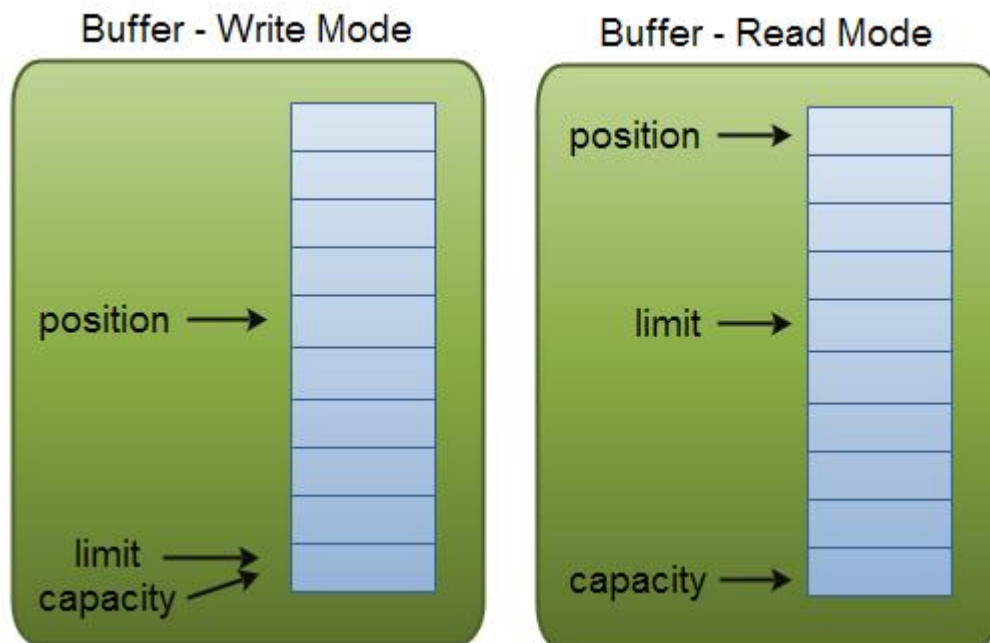 Buffer - Write Mode
position
limit
capacity
Buffer - Read Mode
position
limit
capacity